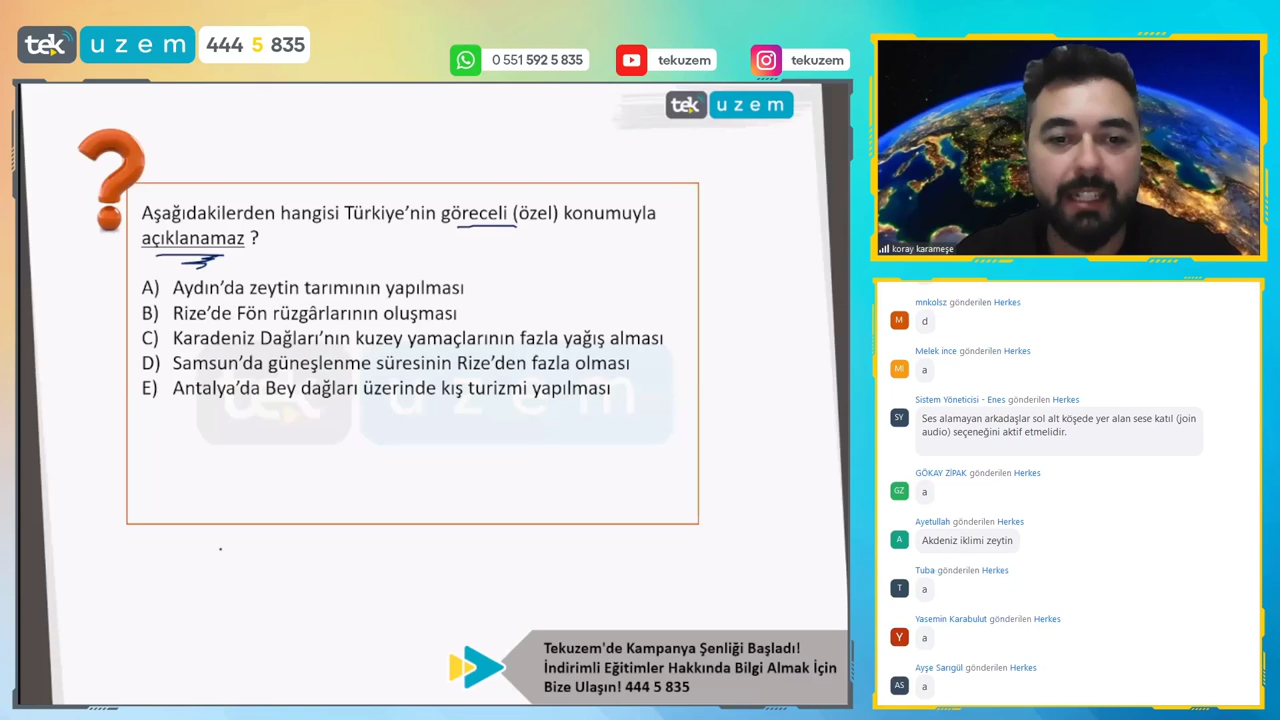 tek uzem 444 5 835
0 551 592 5 835
tekuzem
tekuzem
tek uzem
Aşağıdakilerden hangisi Türkiye'nin göreceli (özel) konumuyla
açıklanamaz ?
A) Aydın'da zeytin tarımının yapılması
B) Rize'de Fön rüzgârlarının oluşması
C) Karadeniz Dağları'nın kuzey yamaçlarının fazla yağış alması
D) Samsun'da güneşlenme süresinin Rize'den fazla olması
E) Antalya'da Bey dağları üzerinde kış turizmi yapılması
tek uzem
Tekuzem'de Kampanya Şenliği Başladı!
İndirimli Eğitimler Hakkında Bilgi Almak İçin
Bize Ulaşın! 444 5 835
koray karameşe
mnkolsz gönderilen Herkes
M
d
Melek ince gönderilen Herkes
MI
a
Sistem Yöneticisi - Enes gönderilen Herkes
SY
Ses alamayan arkadaşlar sol alt köşede yer alan sese katıl (join
audio) seçeneğini aktif etmelidir.
GÖKAY ZİPAK gönderilen Herkes
GZ
a
Ayetullah gönderilen Herkes
A
Akdeniz iklimi zeytin
Tuba gönderilen Herkes
T
a
Yasemin Karabulut gönderilen Herkes
Y
a
Ayşe Sarıgül gönderilen Herkes
AS
a